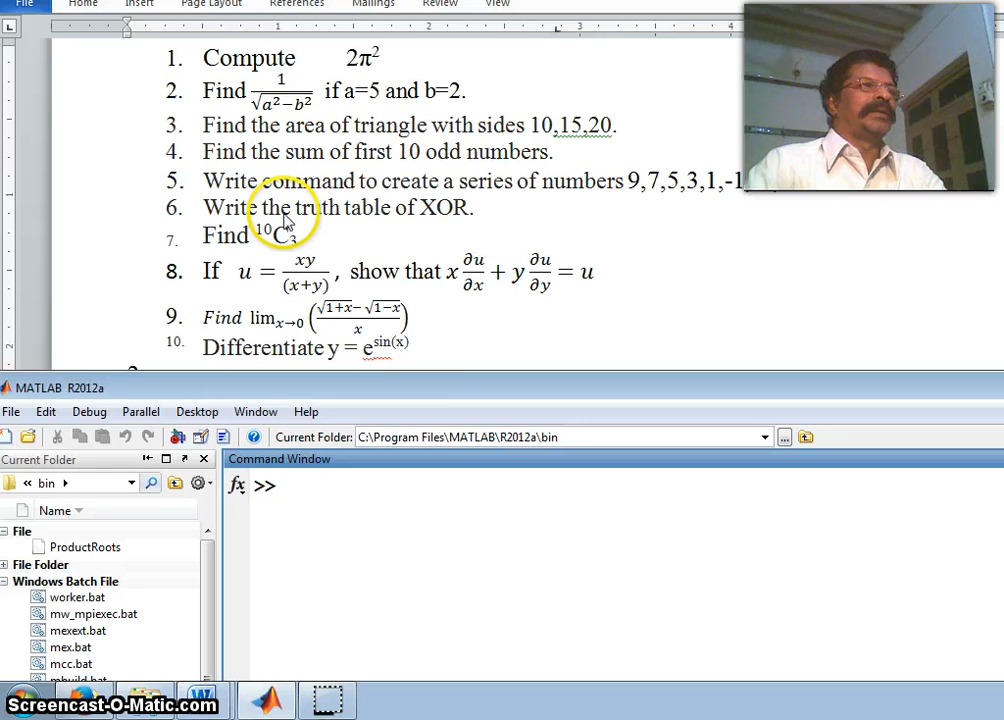 File Home Insert Page Layout References Mailings Review View
1 2 3 4
1. Compute 2π²
2. Find 1/√(a²−b²) if a=5 and b=2.
3. Find the area of triangle with sides 10,15,20.
4. Find the sum of first 10 odd numbers.
5. Write command to create a series of numbers 9,7,5,3,1,-1
6. Write the truth table of XOR.
7. Find ¹⁰C₃
8. If u = xy/(x+y) , show that x ∂u/∂x + y ∂u/∂y = u
9. Find lim x→0 ((√1+x − √1−x)/x)
10. Differentiate y = e^sin(x)
MATLAB R2012a
File Edit Debug Parallel Desktop Window Help
Current Folder: C:\Program Files\MATLAB\R2012a\bin
Current Folder
Command Window
« bin
fx >>
Name
File
ProductRoots
File Folder
Windows Batch File
worker.bat
mw_mpiexec.bat
mexext.bat
mex.bat
mcc.bat
mbuild.bat
Screencast-O-Matic.com